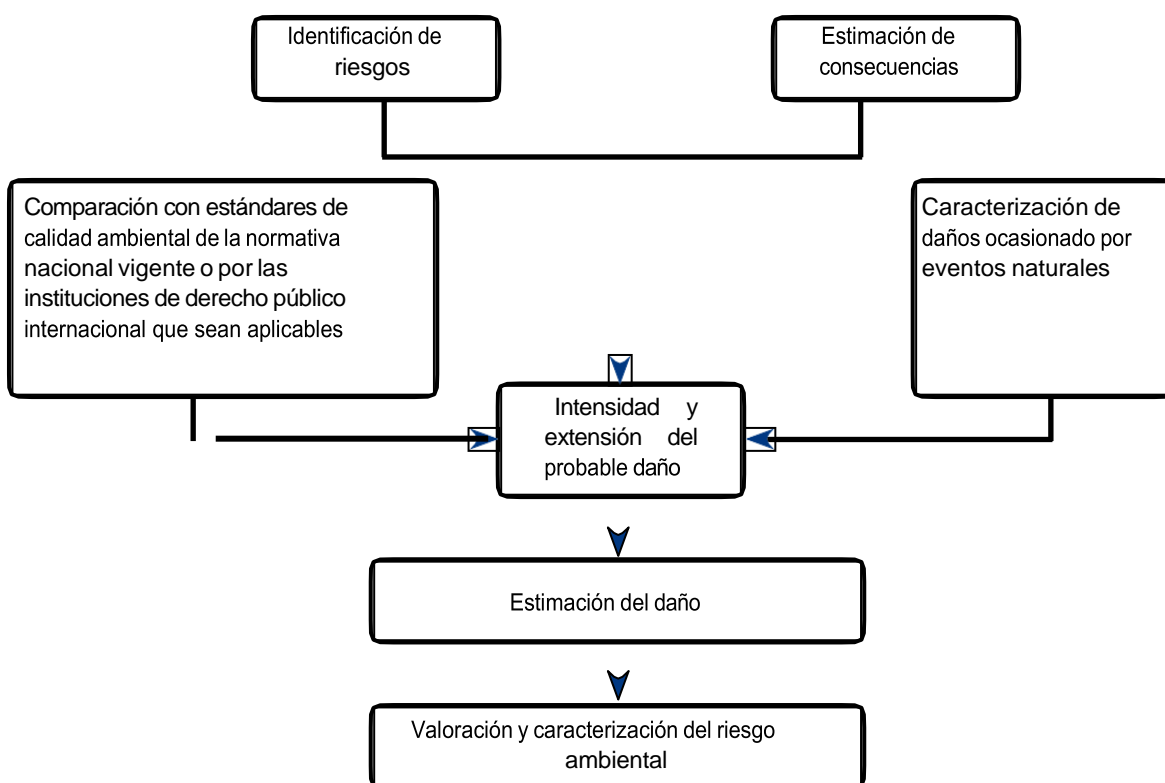 Identificación de
riesgos
Estimación de
consecuencias
Comparación con estándares de
calidad ambiental de la normativa
nacional vigente o por las
instituciones de derecho público
internacional que sean aplicables
Caracterización de
daños ocasionado por
eventos naturales
Intensidad y
extensión del
probable daño
Estimación del daño
Valoración y caracterización del riesgo
ambiental